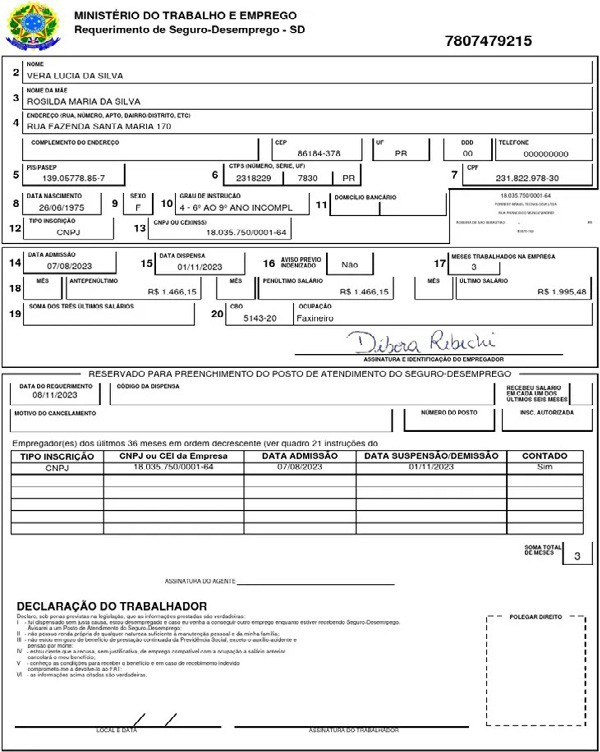 MINISTÉRIO DO TRABALHO E EMPREGO
Requerimento de Seguro-Desemprego - SD
7807479215
2 NOME
VERA LUCIA DA SILVA
3 NOME DA MÃE
ROSILDA MARIA DA SILVA
4 ENDEREÇO (RUA, NÚMERO, APTO, BAIRRO/DISTRITO, ETC)
RUA FAZENDA SANTA MARIA 170
COMPLEMENTO DO ENDEREÇO CEP UF DDD TELEFONE
86184-378 PR 00 000000000
5 PIS/PASEP 6 CTPS (NÚMERO, SÉRIE, UF) 7 CPF
139.05778.85-7 2318229 7830 PR 231.822.978-30
8 DATA NASCIMENTO 9 SEXO 10 GRAU DE INSTRUÇÃO 11 DOMICÍLIO BANCÁRIO
26/06/1975 F 4 - 6º AO 9º ANO INCOMPL
18.035.750/0001-64
12 TIPO INSCRIÇÃO 13 CNPJ OU CEI(INSS)
CNPJ 18.035.750/0001-64
14 DATA ADMISSÃO 15 DATA DISPENSA 16 AVISO PRÉVIO INDENIZADO 17 MESES TRABALHADOS NA EMPRESA
07/08/2023 01/11/2023 Não 3
18 MÊS ANTEPENÚLTIMO MÊS PENÚLTIMO SALÁRIO MÊS ÚLTIMO SALÁRIO
R$ 1.466,15 R$ 1.466,15 R$ 1.995,48
19 SOMA DOS TRÊS ÚLTIMOS SALÁRIOS 20 CBO OCUPAÇÃO
5143-20 Faxineiro
Débora Rebechi
ASSINATURA E IDENTIFICAÇÃO DO EMPREGADOR
RESERVADO PARA PREENCHIMENTO DO POSTO DE ATENDIMENTO DO SEGURO-DESEMPREGO
DATA DO REQUERIMENTO CÓDIGO DA DISPENSA RECEBEU SALÁRIO
08/11/2023 EM CADA UM DOS
ÚLTIMOS SEIS MESES
MOTIVO DO CANCELAMENTO NÚMERO DO POSTO INSC. AUTORIZADA
Empregador(es) dos úlitmos 36 meses em ordem decrescente (ver quadro 21 instruções do
TIPO INSCRIÇÃO CNPJ ou CEI da Empresa DATA ADMISSÃO DATA SUSPENSÃO/DEMISSÃO CONTADO
CNPJ 18.035.750/0001-64 07/08/2023 01/11/2023 Sim
SOMA TOTAL
DE MESES 3
ASSINATURA DO AGENTE
DECLARAÇÃO DO TRABALHADOR
Declaro, sob penas previstas na legislação, que as informações prestadas são verdadeiras:
I - fui dispensado sem justa causa, estou desempregado e caso eu venha a conseguir outro emprego enquanto estiver recebendo Seguro-Desemprego.
Avisarei a um Posto de Atendimento do Seguro-Desemprego;
II - não possuo renda própria de qualquer natureza suficiente à manutenção pessoal e da minha família;
III - não estou em gozo de benefício de prestação continuada da Previdência Social, exceto o auxílio-acidente e
pensão por morte;
IV - estou ciente que a recusa, sem justificativa, de emprego compatível com a ocupação a salário anterior
cancelará o meu benefício;
V - conheço as condições para receber o benefício e em caso de recebimento indevido
comprometo-me a devolvê-lo ao FAT;
VI - as informações acima citadas são verdadeiras.
POLEGAR DIREITO
/ /
LOCAL E DATA ASSINATURA DO TRABALHADOR